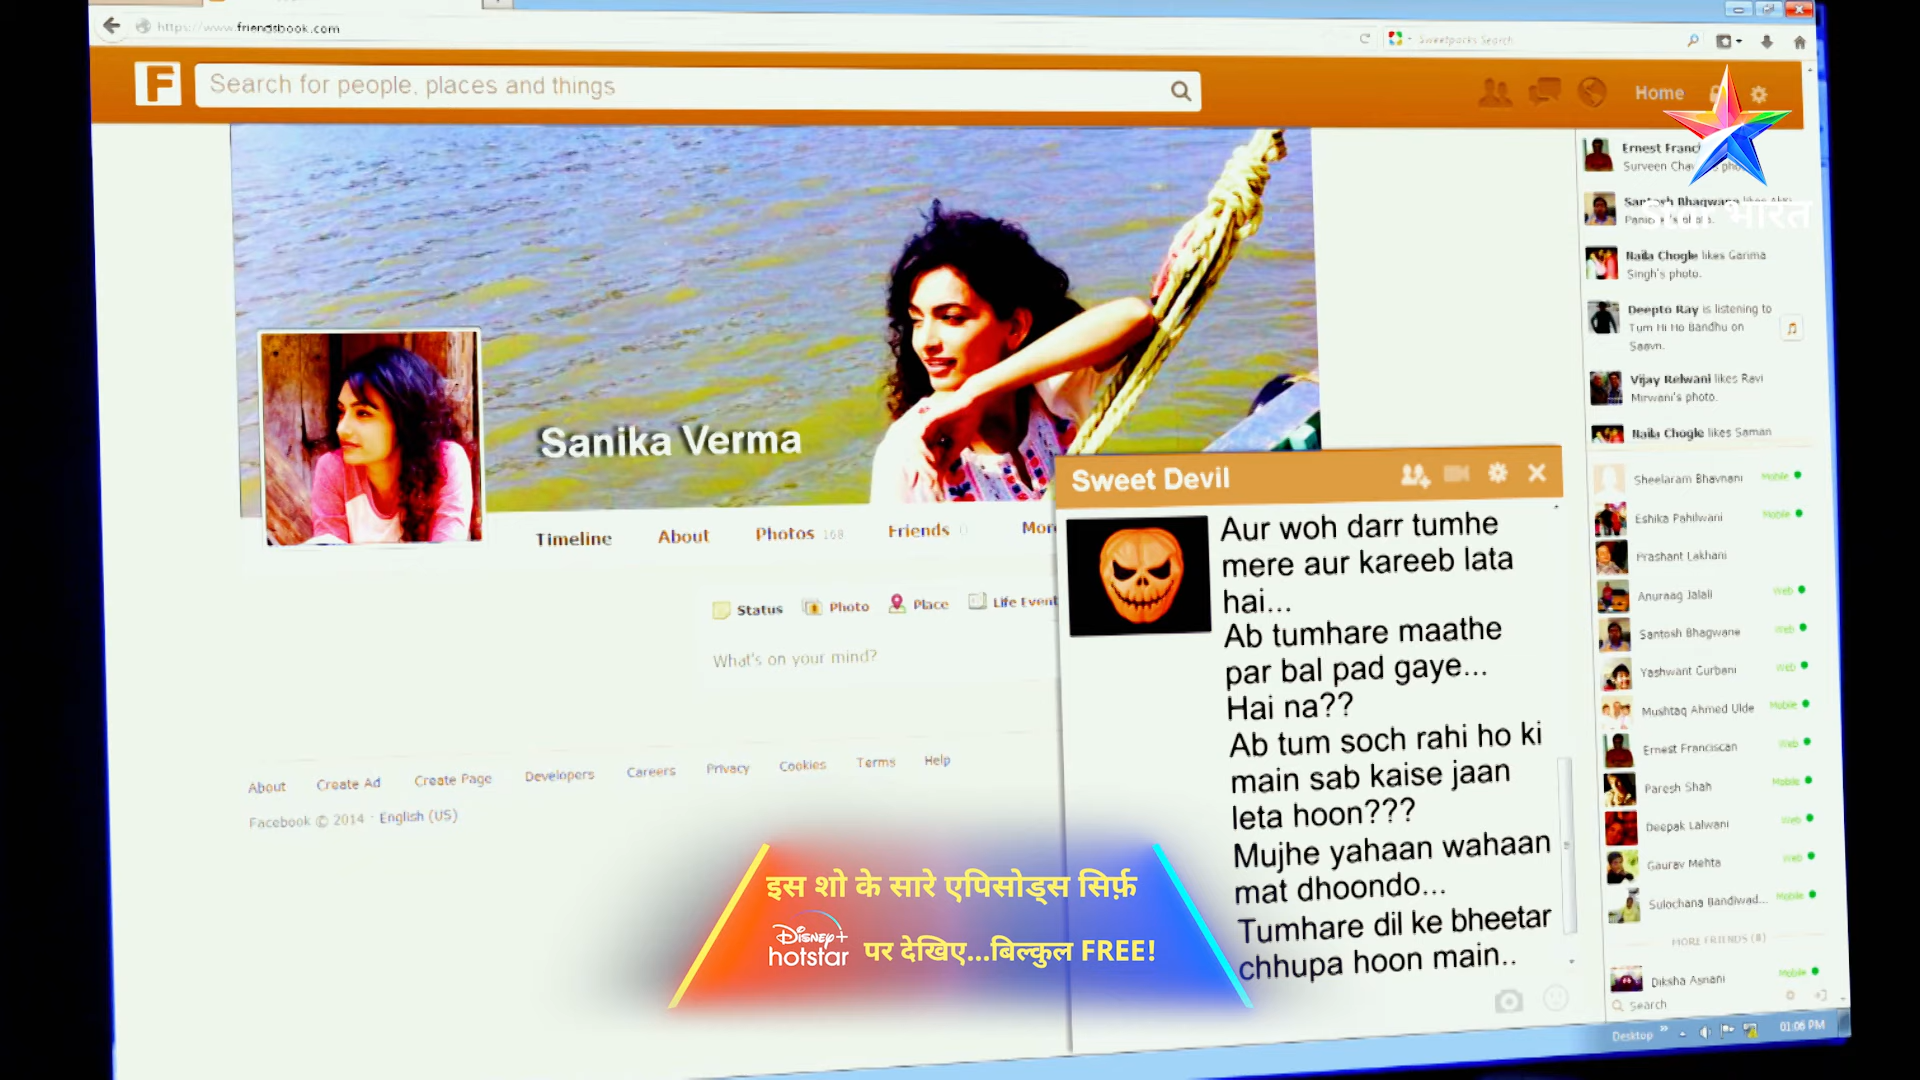 https://www.friendsbook.com
Sweetpacks Search
F
Search for people, places and things
Home
Star भारत
Ernest Franc
Surveen Cha
Santosh Bhagwane likes
photo.
Naila Chogle likes Garima
Singh's photo.
Deepto Ray is listening to
Tum Hi Ho Bandhu on
Saavn.
Vijay Relwani likes Ravi
Mirwani's photo.
Naila Chogle likes Saman
Sanika Verma
Timeline
About
Photos 168
Friends 0
More
Status
Photo
Place
Life Event
What's on your mind?
About
Create Ad
Create Page
Developers
Careers
Privacy
Cookies
Terms
Help
Facebook © 2014 · English (US)
Sweet Devil
Aur woh darr tumhe
mere aur kareeb lata
hai...
Ab tumhare maathe
par bal pad gaye...
Hai na??
Ab tum soch rahi ho ki
main sab kaise jaan
leta hoon???
Mujhe yahaan wahaan
mat dhoondo...
Tumhare dil ke bheetar
chhupa hoon main..
Sheelaram Bhavnani Mobile
Eshika Pahilwani Mobile
Prashant Lakhani
Anuraag Jalali Web
Santosh Bhagwane Web
Yashwant Gurbani Web
Mushtaq Ahmed Ulde Mobile
Ernest Franciscan Web
Paresh Shah Mobile
Deepak Lalwani Web
Gaurav Mehta Web
Sulochana Bandiwad... Mobile
MORE FRIENDS (8)
Diksha Asnani Mobile
Search
Desktop
01:06 PM
इस शो के सारे एपिसोड्स सिर्फ़
Disney+ hotstar पर देखिए...बिल्कुल FREE!